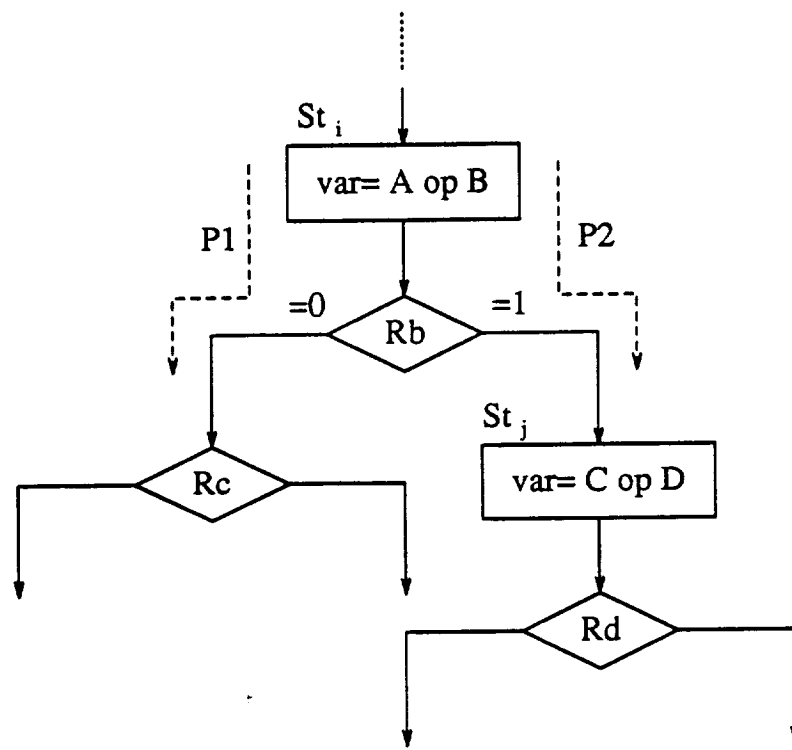 St i
var= A op B
P1
P2
=0
=1
Rb
St j
Rc
var= C op D
Rd